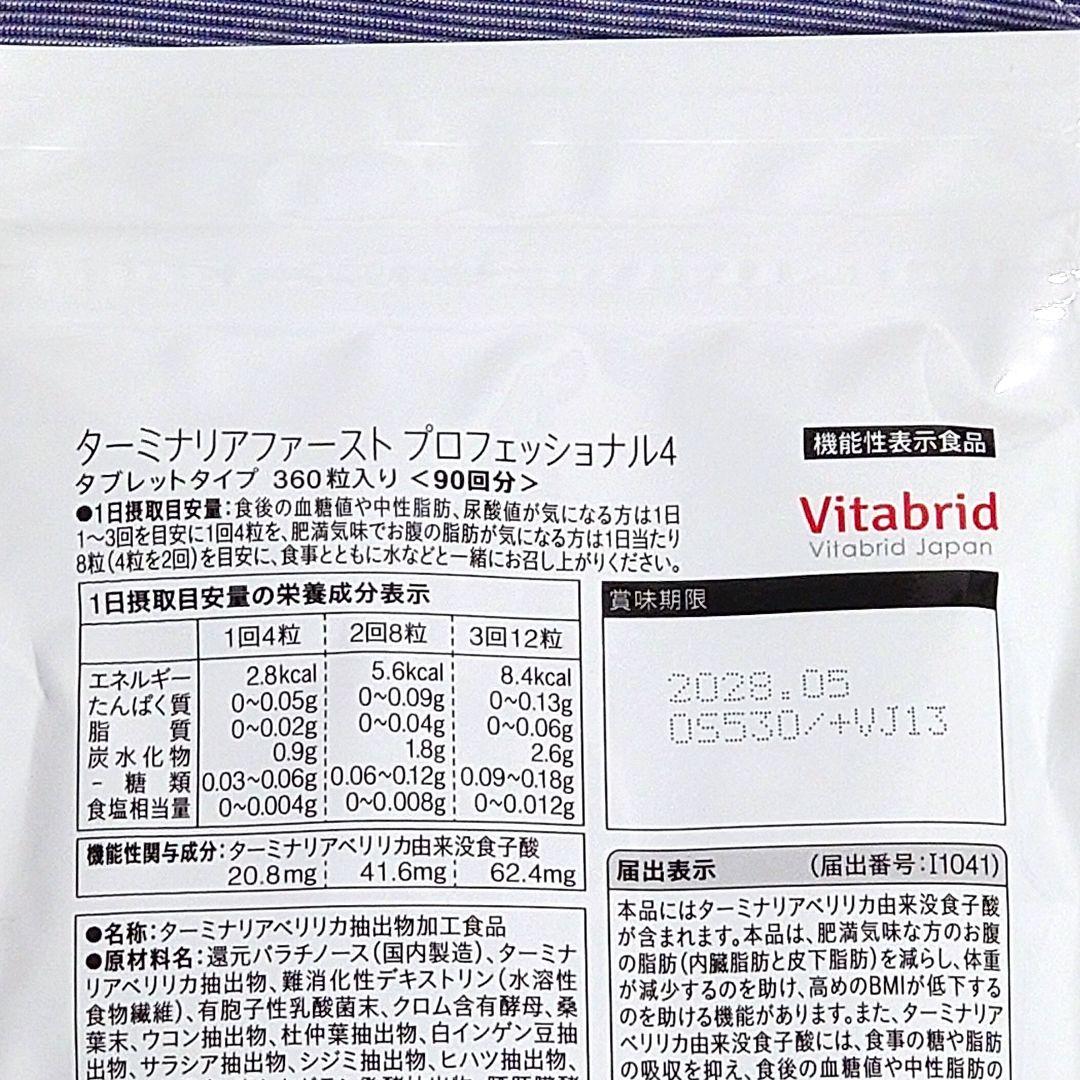 ターミナリアファースト プロフェッショナル4
タブレットタイプ 360粒入り <90回分>
●1日摂取目安量:食後の血糖値や中性脂肪、尿酸値が気になる方は1日
1〜3回を目安に1回4粒を、肥満気味でお腹の脂肪が気になる方は1日当たり
8粒(4粒を2回)を目安に、食事とともに水などと一緒にお召し上がりください。
機能性表示食品
Vitabrid
Vitabrid Japan
1日摂取目安量の栄養成分表示
1回4粒 2回8粒 3回12粒
エネルギー 2.8kcal 5.6kcal 8.4kcal
たんぱく質 0~0.05g 0~0.09g 0~0.13g
脂質 0~0.02g 0~0.04g 0~0.06g
炭水化物 0.9g 1.8g 2.6g
- 糖類 0.03~0.06g 0.06~0.12g 0.09~0.18g
食塩相当量 0~0.004g 0~0.008g 0~0.012g
機能性関与成分:ターミナリアベリリカ由来没食子酸
20.8mg 41.6mg 62.4mg
賞味期限
2028.05
05530/+VJ13
●名称:ターミナリアベリリカ抽出物加工食品
●原材料名:還元パラチノース(国内製造)、ターミナ
リアベリリカ抽出物、難消化性デキストリン(水溶性
食物繊維)、有胞子性乳酸菌末、クロム含有酵母、桑
葉末、ウコン抽出物、杜仲葉抽出物、白インゲン豆抽
出物、サラシア抽出物、シジミ抽出物、ヒハツ抽出物、
届出表示 (届出番号:I1041)
本品にはターミナリアベリリカ由来没食子酸
が含まれます。本品は、肥満気味な方のお腹
の脂肪(内臓脂肪と皮下脂肪)を減らし、体重
が減少するのを助け、高めのBMIが低下する
のを助ける機能があります。また、ターミナリア
ベリリカ由来没食子酸には、食事の糖や脂肪
の吸収を抑え、食後の血糖値や中性脂肪の